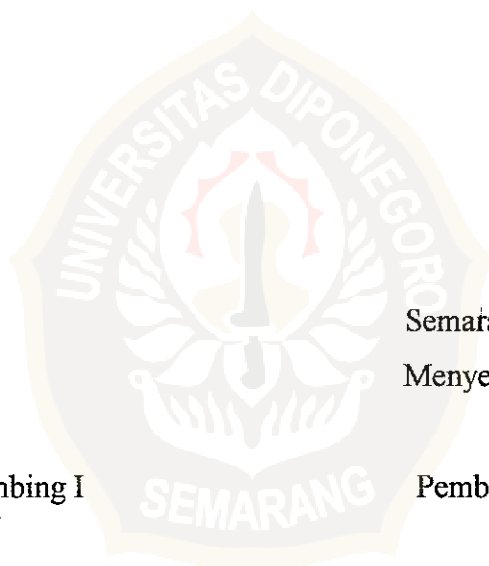 UNIVERSITAS DIPONEGORO
Semara
Menye
mbing I
Pemb
SEMARANG